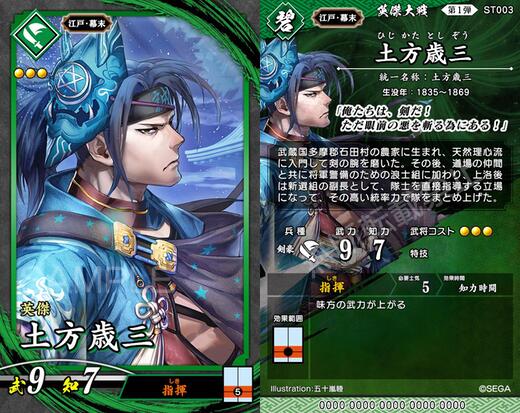 江戸・幕末
英傑
土方歳三
武9 知7
しき
指揮
5
碧
江戸・幕末
英傑大戦
第1弾
ST003
ひじ かた とし ぞう
土方歳三
統一名称：土方歳三
生没年：1835〜1869
「俺たちは、剣だ！
ただ眼前の悪を斬る為にある！」
武蔵国多摩郡石田村の農家に生まれ、天然理心流
に入門して剣の腕を磨いた。その後、道場の仲間
と共に将軍警備のための浪士組に加わり、上洛後
は新選組の副長として、隊士を直接指導する立場
になって、その高い統率力で隊をまとめ上げた。
兵種 武力 知力 武将コスト
剣豪 9 7 特技
しき 必要士気 効果時間
指揮 5 知力時間
味方の武力が上がる
効果範囲
Illustration:五十嵐睦
©SEGA
0000-0000-0000-0000-0000